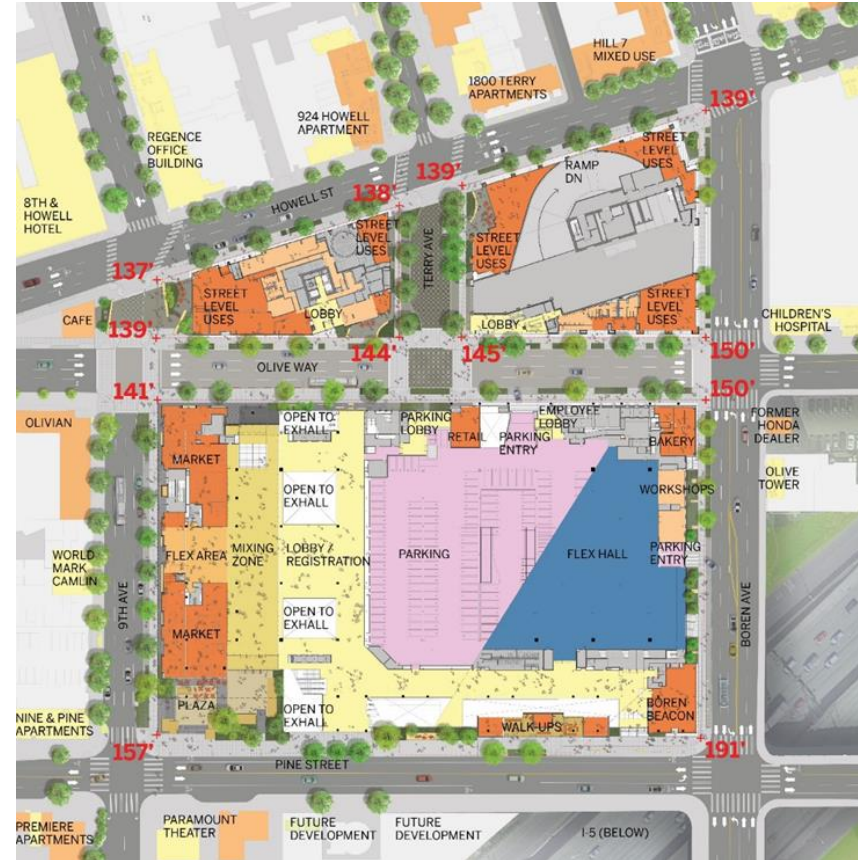 HILL 7
MIXED USE
1800 TERRY
APARTMENTS
924 HOWELL
APARTMENT
REGENCE
OFFICE
BUILDING
139'
STREET
LEVEL
USES
RAMP
DN
139'
138'
HOWELL ST
8TH &
HOWELL
HOTEL
STREET
LEVEL
USES
TERRY AVE
STREET
LEVEL
USES
137'
STREET
LEVEL
USES
LOBBY
STREET
LEVEL
USES
CAFE
LOBBY
CHILDREN'S
HOSPITAL
139'
144'
145'
150'
OLIVE WAY
141'
150'
OLIVIAN
OPEN TO
EXHALL
PARKING
LOBBY
RETAIL
PARKING
ENTRY
EMPLOYEE
LOBBY
BAKERY
FORMER
HONDA
DEALER
MARKET
OPEN TO
EXHALL
WORKSHOPS
OLIVE
TOWER
WORLD
MARK
CAMLIN
FLEX AREA
MIXING
ZONE
LOBBY /
REGISTRATION
PARKING
FLEX HALL
PARKING
ENTRY
9TH AVE
BOREN AVE
MARKET
OPEN TO
EXHALL
PLAZA
OPEN TO
EXHALL
BOREN
BEACON
NINE & PINE
APARTMENTS
WALK-UPS
157'
191'
PINE STREET
PREMIERE
APARTMENTS
PARAMOUNT
THEATER
FUTURE
DEVELOPMENT
FUTURE
DEVELOPMENT
I-5 (BELOW)